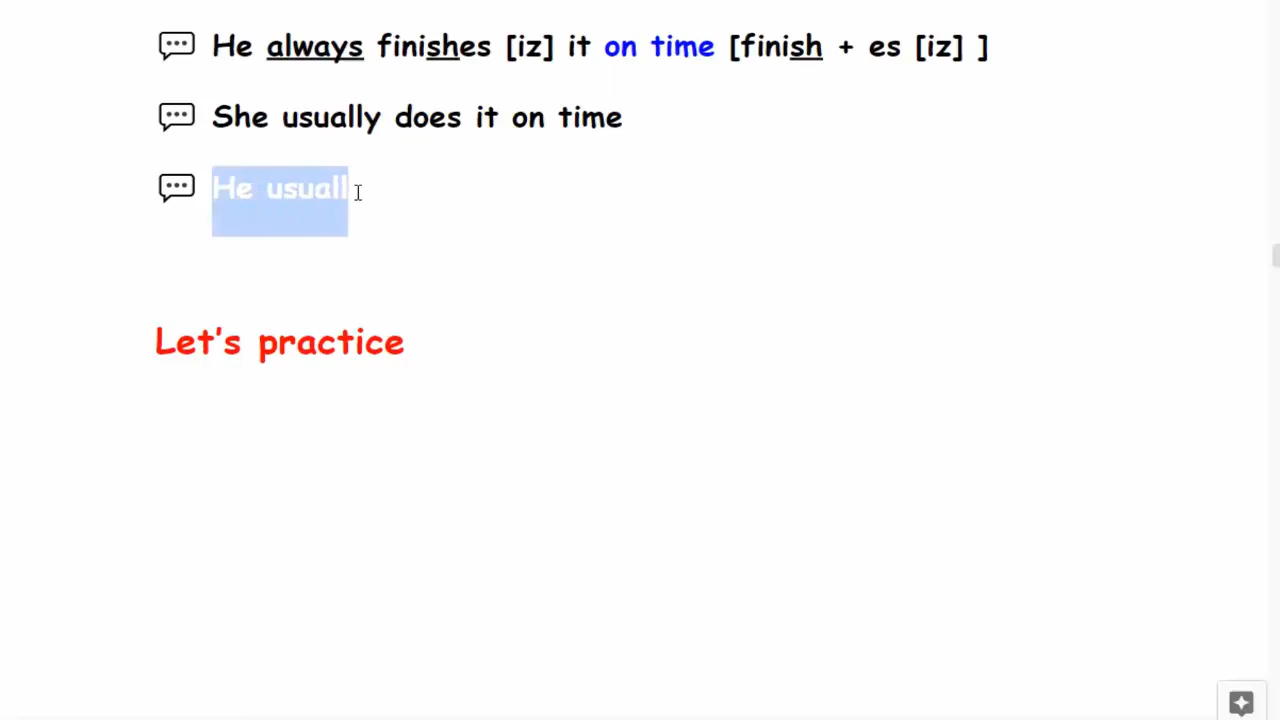 He always finishes [iz] it on time [finish + es [iz] ]
She usually does it on time
He usuall
Let's practice